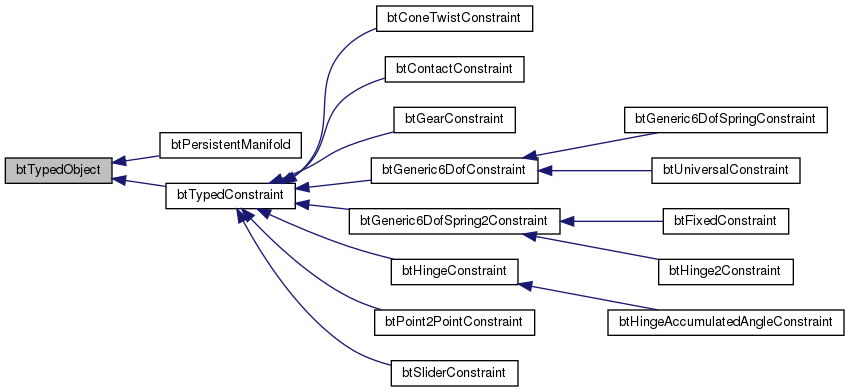 btTypedObject
btPersistentManifold
btTypedConstraint
btConeTwistConstraint
btContactConstraint
btGearConstraint
btGeneric6DofConstraint
btGeneric6DofSpring2Constraint
btHingeConstraint
btPoint2PointConstraint
btSliderConstraint
btGeneric6DofSpringConstraint
btUniversalConstraint
btFixedConstraint
btHinge2Constraint
btHingeAccumulatedAngleConstraint